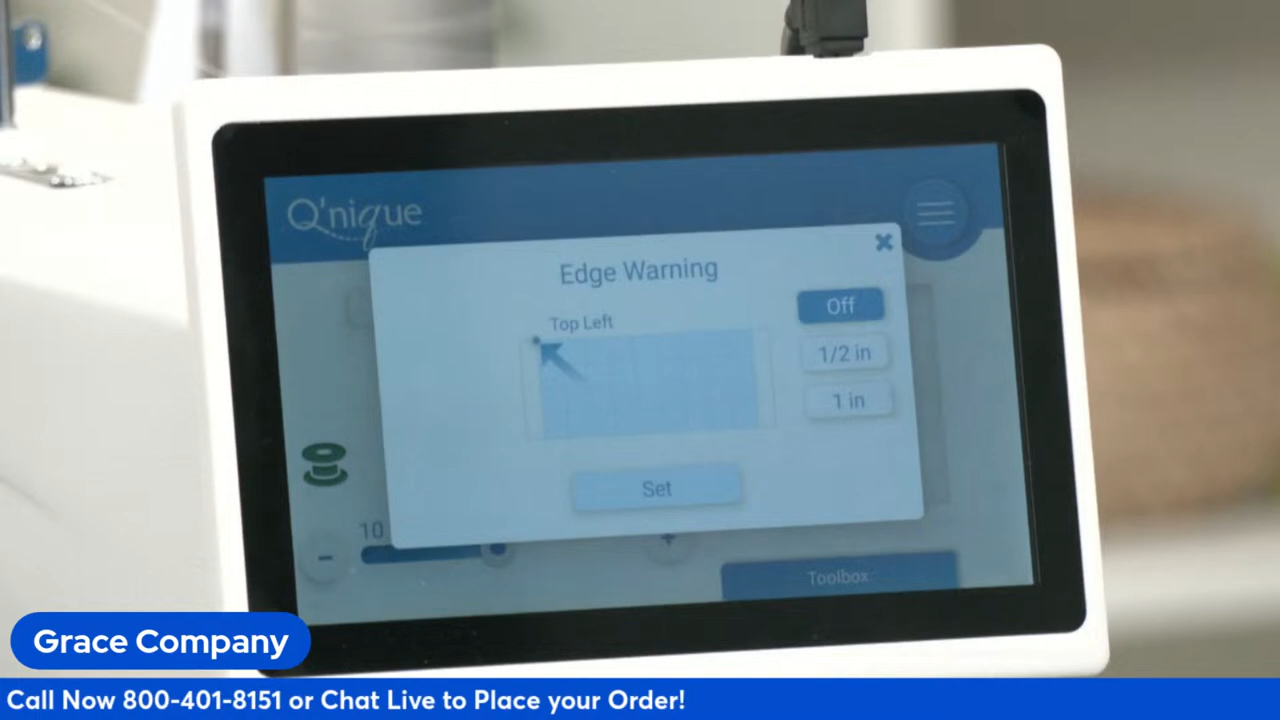 Q'nique
Edge Warning
Top Left
Off
1/2 in
1 in
Set
10
Toolbox
Grace Company
Call Now 800-401-8151 or Chat Live to Place your Order!